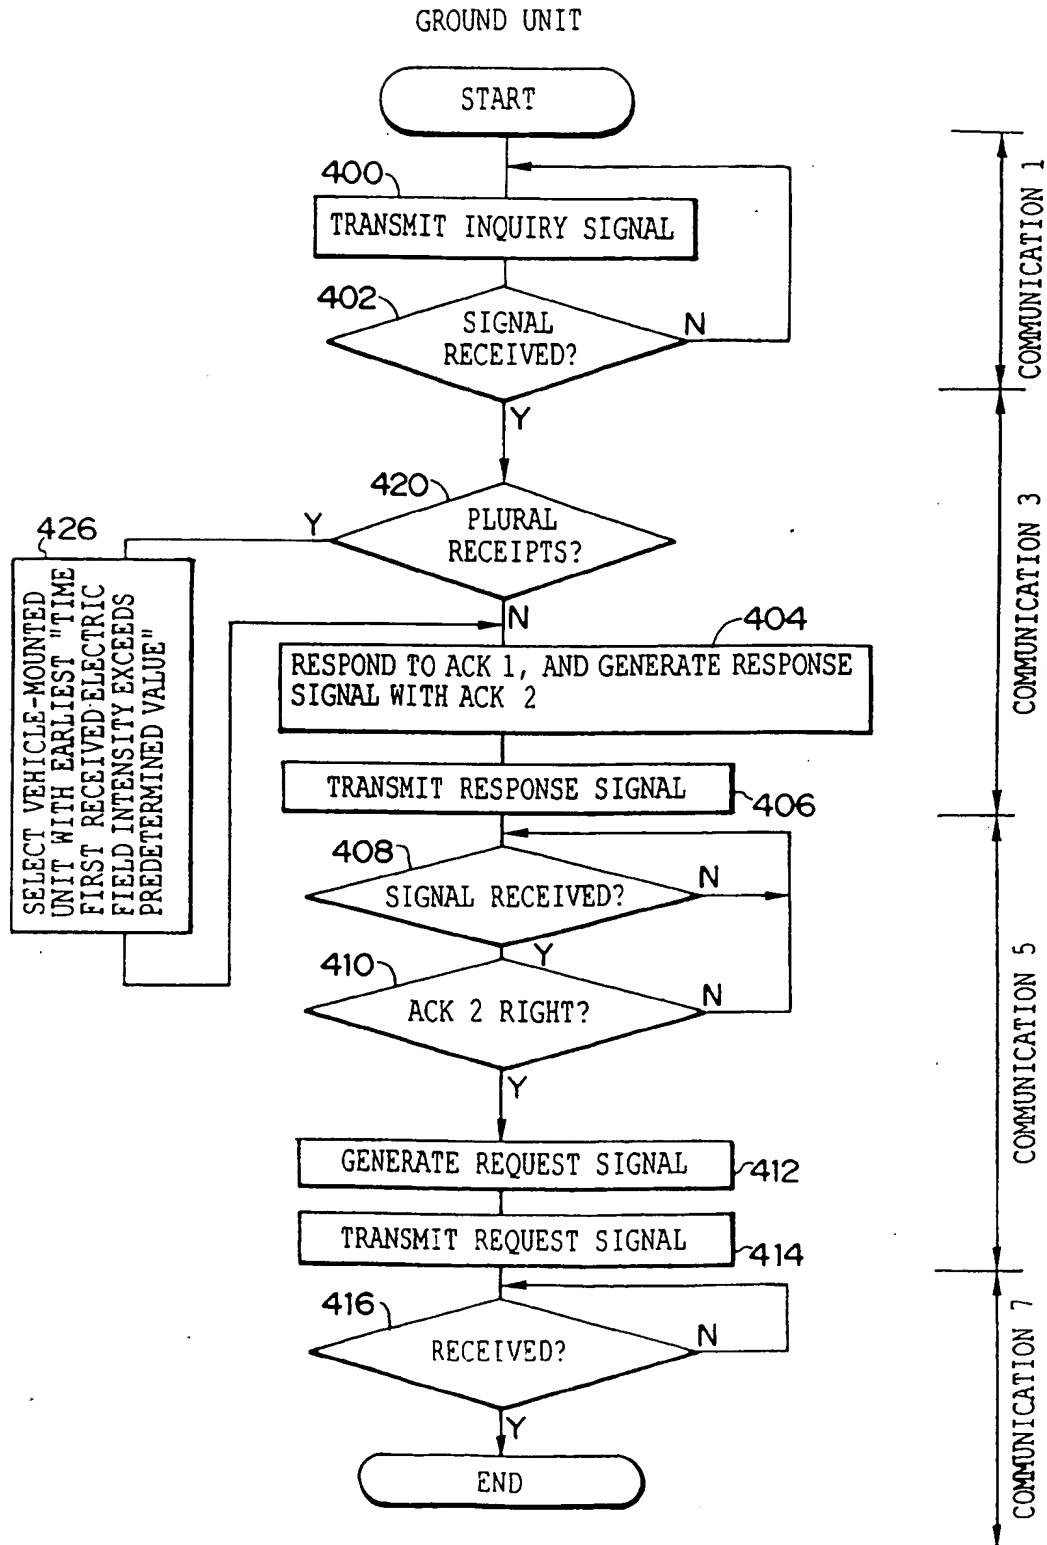 GROUND UNIT
START
400
TRANSMIT INQUIRY SIGNAL
402
SIGNAL
RECEIVED?
N
Y
COMMUNICATION 1
420
PLURAL
RECEIPTS?
Y
N
426
SELECT VEHICLE-MOUNTED
UNIT WITH EARLIEST "TIME
FIRST RECEIVED ELECTRIC
FIELD INTENSITY EXCEEDS
PREDETERMINED VALUE"
404
RESPOND TO ACK 1, AND GENERATE RESPONSE
SIGNAL WITH ACK 2
TRANSMIT RESPONSE SIGNAL
406
COMMUNICATION 3
408
SIGNAL RECEIVED?
N
Y
410
ACK 2 RIGHT?
N
Y
GENERATE REQUEST SIGNAL
412
TRANSMIT REQUEST SIGNAL
414
COMMUNICATION 5
416
RECEIVED?
N
Y
END
COMMUNICATION 7